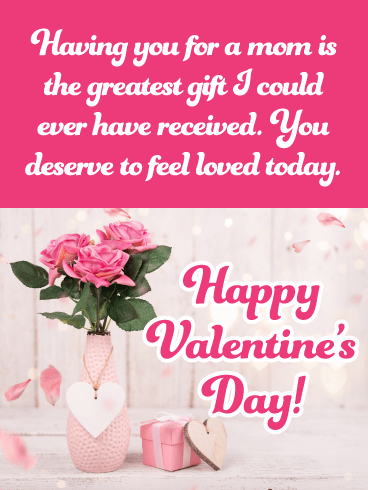 Having you for a mom is
the greatest gift I could
ever have received. You
deserve to feel loved today.
Happy
Valentine's
Day!